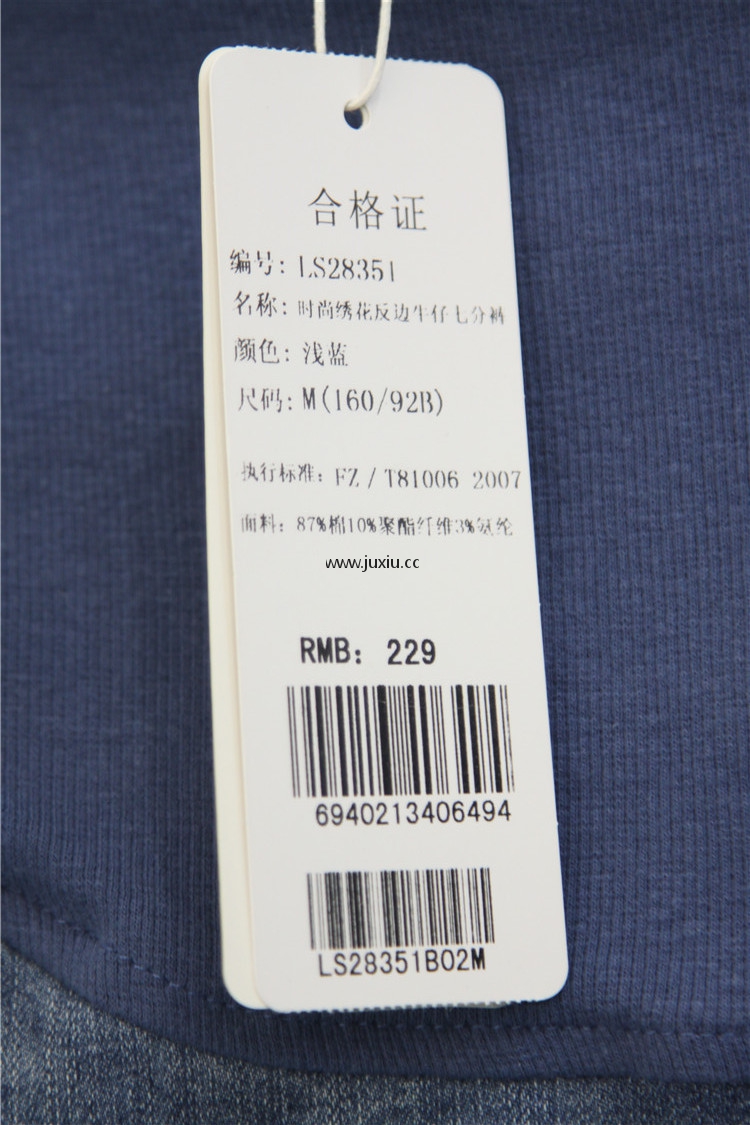 合格证
编号: LS28351
名称: 时尚绣花反边牛仔七分裤
颜色: 浅蓝
尺码: M(160/92B)
执行标准: FZ / T81006 2007
面料: 87%棉10%聚酯纤维3%氨纶
www.juxiu.cc
RMB: 229
6940213406494
LS28351B02M